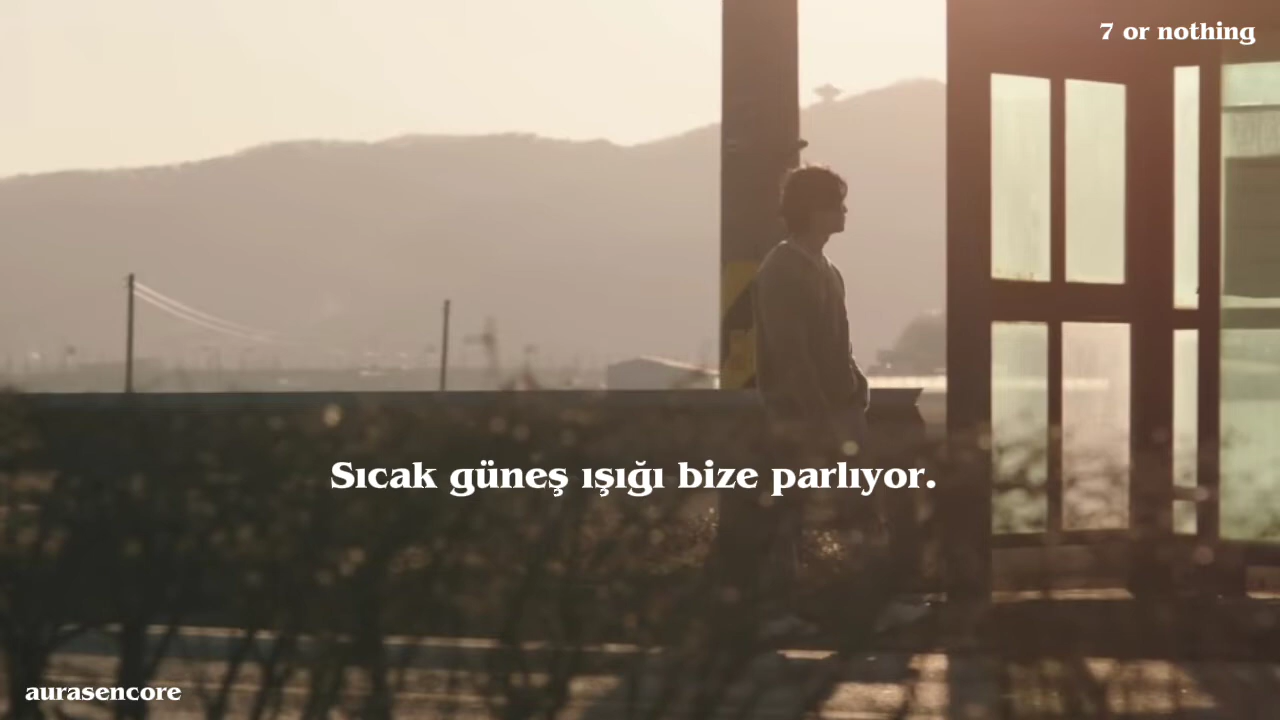 7 or nothing
Sıcak güneş ışığı bize parlıyor.
aurasencore